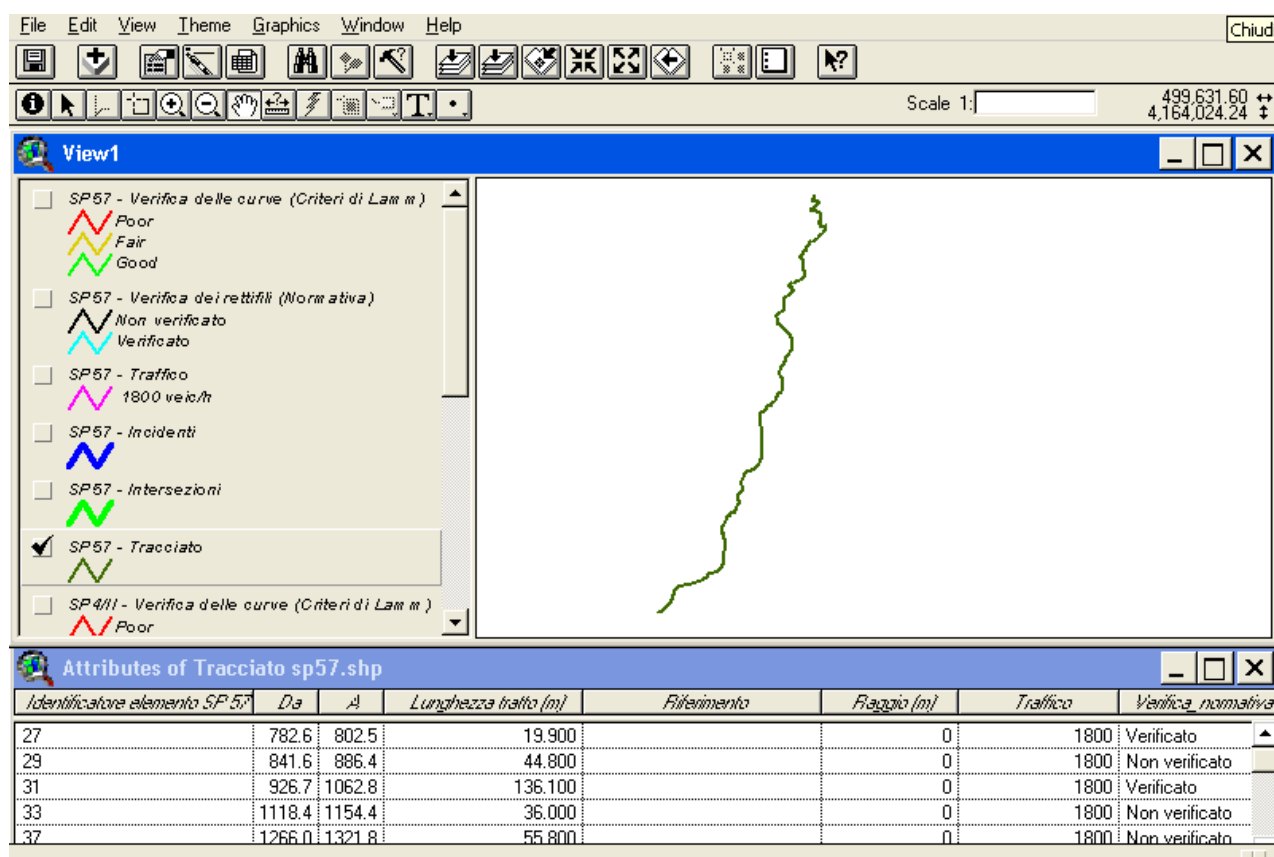 File Edit View Theme Graphics Window Help
Chiud
Scale 1:
499,631.60
4,164,024.24
View1
SP57 - Verifica delle curve (Criteri di Lamm)
Poor
Fair
Good
SP57 - Verifica dei rettifili (Normativa)
Non verificato
Verificato
SP57 - Traffico
1800 veic/h
SP57 - Incidenti
SP57 - Intersezioni
SP57 - Tracciato
SP4/II - Verifica delle curve (Criteri di Lamm)
Poor
Attributes of Tracciato sp57.shp
Identificatore elemento SP 57 Da A Lunghezza tratto (m) Riferimento Raggio (m) Traffico Verifica_normativa
27 782.6 802.5 19.900 0 1800 Verificato
29 841.6 886.4 44.800 0 1800 Non verificato
31 926.7 1062.8 136.100 0 1800 Verificato
33 1118.4 1154.4 36.000 0 1800 Non verificato
37 1266.0 1321.8 55.800 0 1800 Non verificato